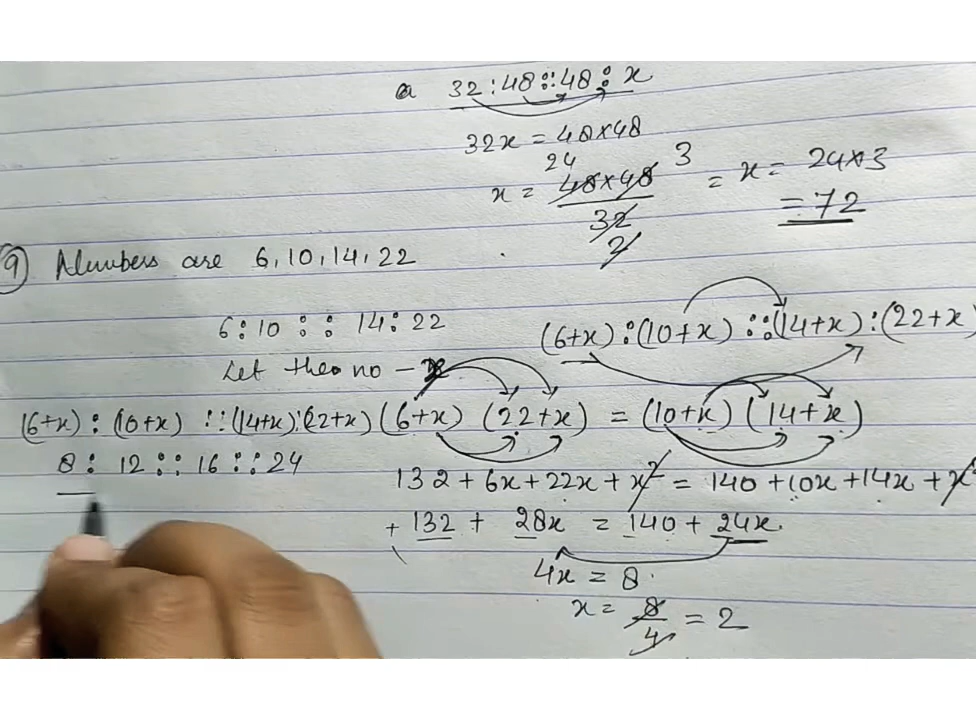 a 32 : 48 :: 48 : x
32x = 48×48
x = 48×48 / 32 = x = 24×3
24 3
2
= 72
9) Numbers are 6, 10, 14, 22
6 : 10 :: 14 : 22
(6+x) : (10+x) :: (14+x) : (22+x)
Let the no – x
(6+x) : (10+x) :: (14+x) : (22+x)
(6+x) (22+x) = (10+x) (14+x)
8 : 12 :: 16 :: 24
132 + 6x + 22x + x² = 140 + 10x + 14x + x²
+ 132 + 28x = 140 + 24x.
4x = 8.
x = 8/4 = 2